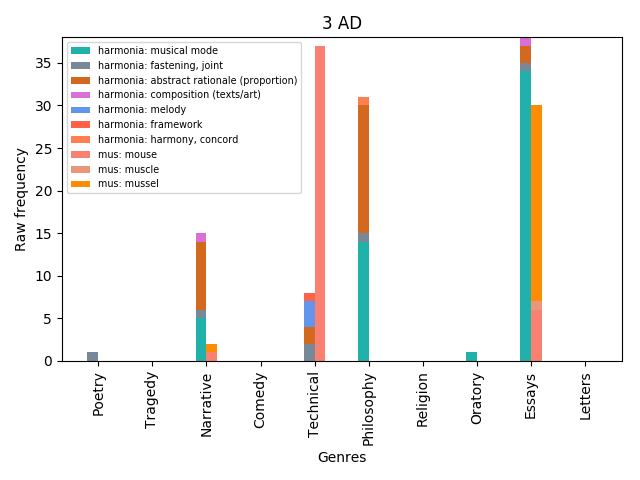 3 AD
harmonia: musical mode
harmonia: fastening, joint
harmonia: abstract rationale (proportion)
harmonia: composition (texts/art)
harmonia: melody
harmonia: framework
harmonia: harmony, concord
mus: mouse
mus: muscle
mus: mussel
Raw frequency
35
30
25
20
15
10
5
0
Poetry
Tragedy
Narrative
Comedy
Technical
Philosophy
Religion
Oratory
Essays
Letters
Genres